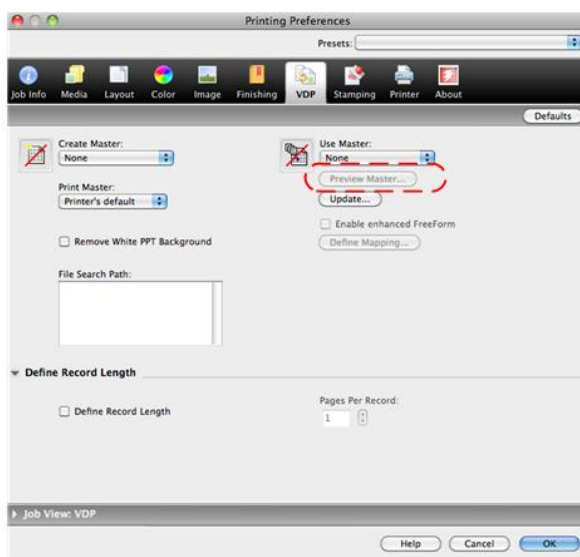 Printing Preferences
Presets:
Job Info Media Layout Color Image Finishing VDP Stamping Printer About
Defaults
Create Master:
None
Use Master:
None
Preview Master...
Print Master:
Printer's default
Update...
Enable enhanced FreeForm
Remove White PPT Background
Define Mapping...
File Search Path:
Define Record Length
Define Record Length
Pages Per Record:
1
Job View: VDP
Help Cancel OK